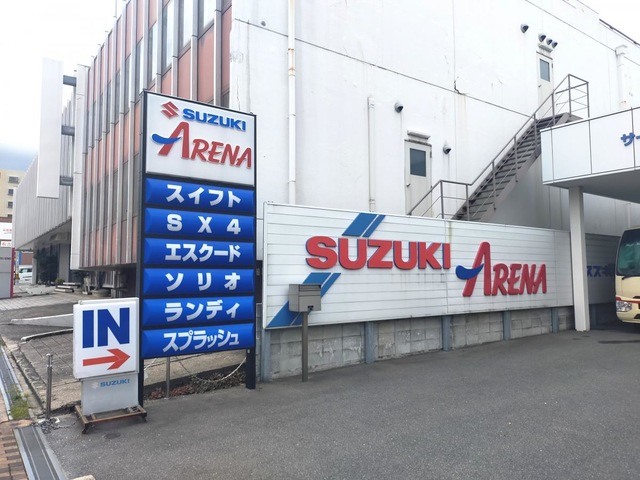 SUZUKI
ARENA
スイフト
SX4
エスクード
ソリオ
ランディ
スプラッシュ
IN
SUZUKI
SUZUKI ARENA